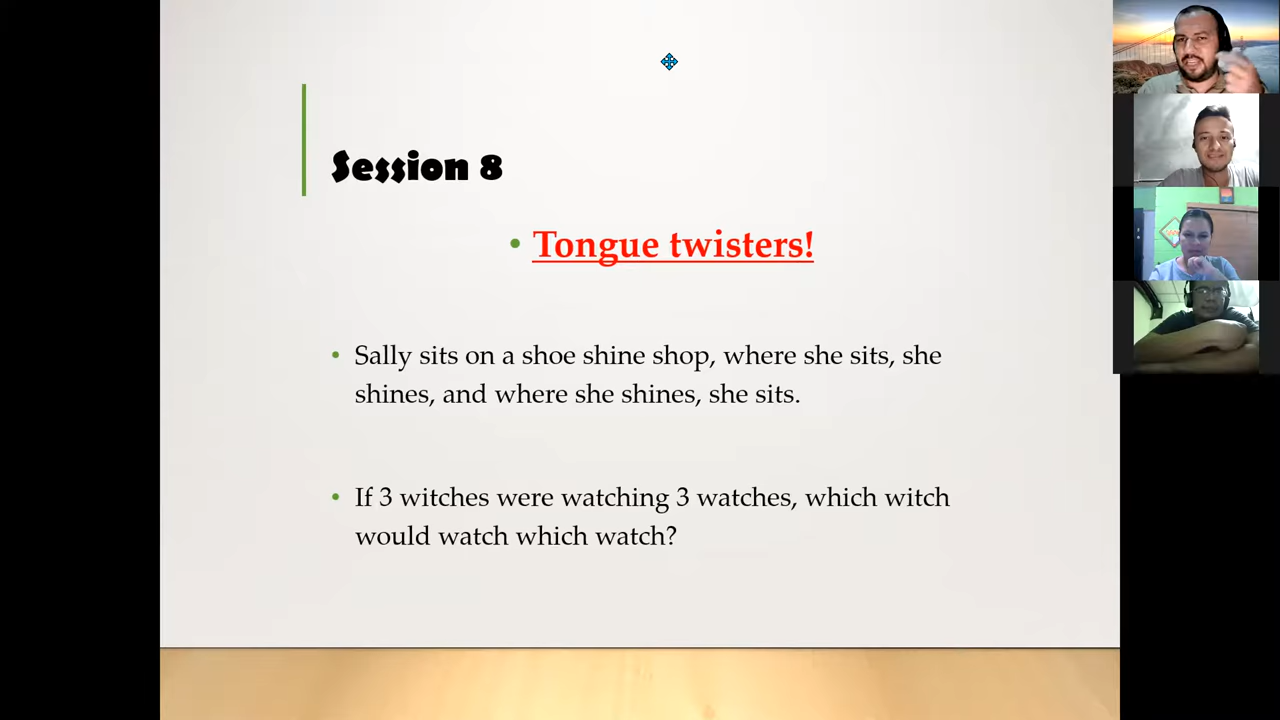 Session 8
• Tongue twisters!
• Sally sits on a shoe shine shop, where she sits, she
shines, and where she shines, she sits.
• If 3 witches were watching 3 watches, which witch
would watch which watch?